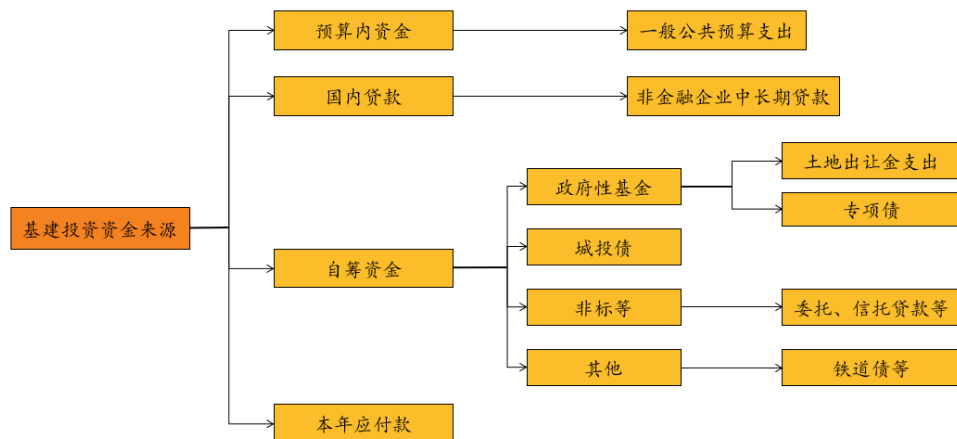 预算内资金
一般公共预算支出
国内贷款
非金融企业中长期贷款
土地出让金支出
政府性基金
专项债
基建投资资金来源
城投债
自筹资金
非标等
委托、信托贷款等
其他
铁道债等
本年应付款